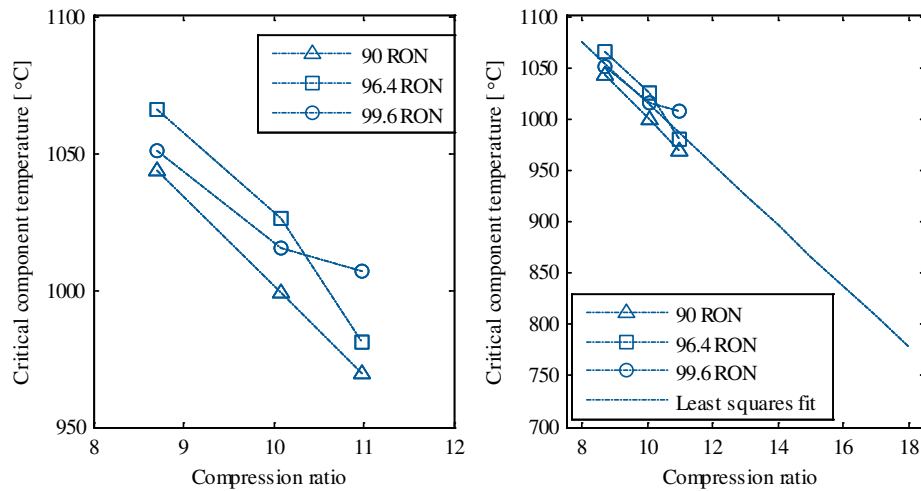 1100
1050
1000
950
8
9
10
11
12
Critical component temperature [ °C]
Compression ratio
90 RON
96.4 RON
99.6 RON
1100
1050
1000
950
900
850
800
750
700
8
10
12
14
16
18
Critical component temperature [ °C]
Compression ratio
90 RON
96.4 RON
99.6 RON
Least squares fit